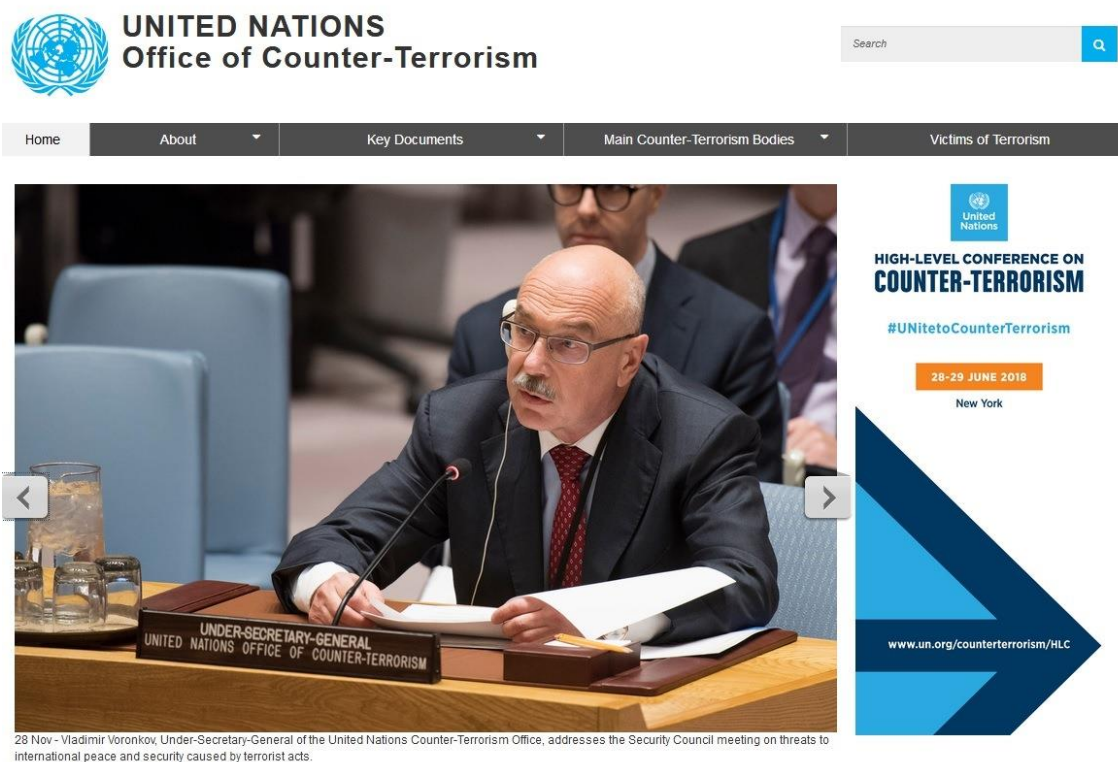 UNITED NATIONS
Office of Counter-Terrorism
Search
Home
About
Key Documents
Main Counter-Terrorism Bodies
Victims of Terrorism
UNDER-SECRETARY-GENERAL
UNITED NATIONS OFFICE OF COUNTER-TERRORISM
28 Nov - Vladimir Voronkov, Under-Secretary-General of the United Nations Counter-Terrorism Office, addresses the Security Council meeting on threats to
international peace and security caused by terrorist acts.
United
Nations
HIGH-LEVEL CONFERENCE ON
COUNTER-TERRORISM
#UNitetoCounterTerrorism
28-29 JUNE 2018
New York
www.un.org/counterterrorism/HLC